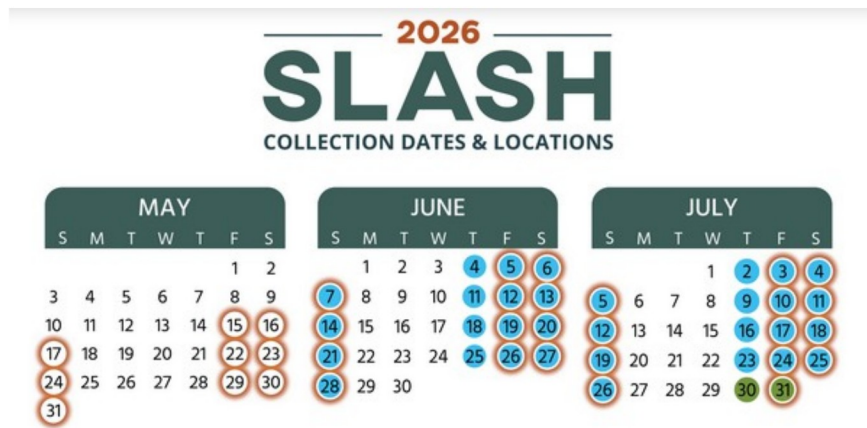 2026
SLASH
COLLECTION DATES & LOCATIONS
MAY
S M T W T F S
1 2
3 4 5 6 7 8 9
10 11 12 13 14 15 16
17 18 19 20 21 22 23
24 25 26 27 28 29 30
31
JUNE
S M T W T F S
1 2 3 4 5 6
7 8 9 10 11 12 13
14 15 16 17 18 19 20
21 22 23 24 25 26 27
28 29 30
JULY
S M T W T F S
1 2 3 4
5 6 7 8 9 10 11
12 13 14 15 16 17 18
19 20 21 22 23 24 25
26 27 28 29 30 31